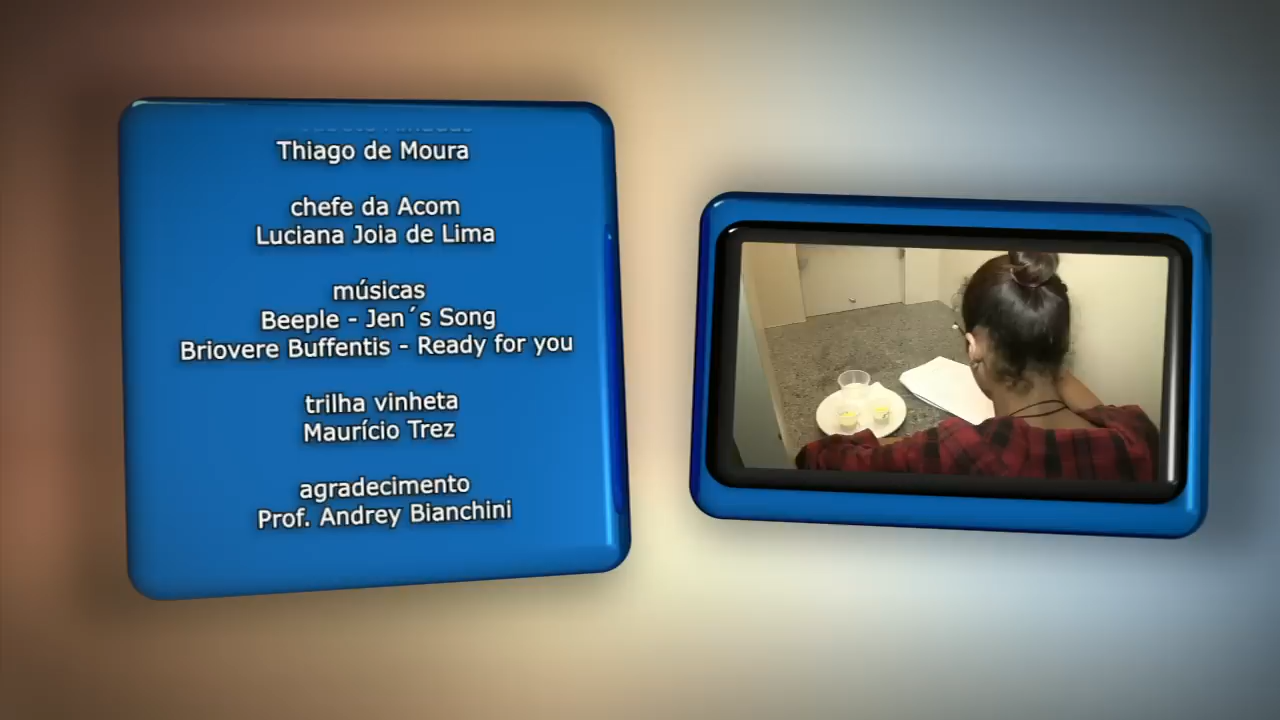 Thiago de Moura
chefe da Acom
Luciana Joia de Lima
músicas
Beeple - Jen´s Song
Briovere Buffentis - Ready for you
trilha vinheta
Maurício Trez
agradecimento
Prof. Andrey Bianchini